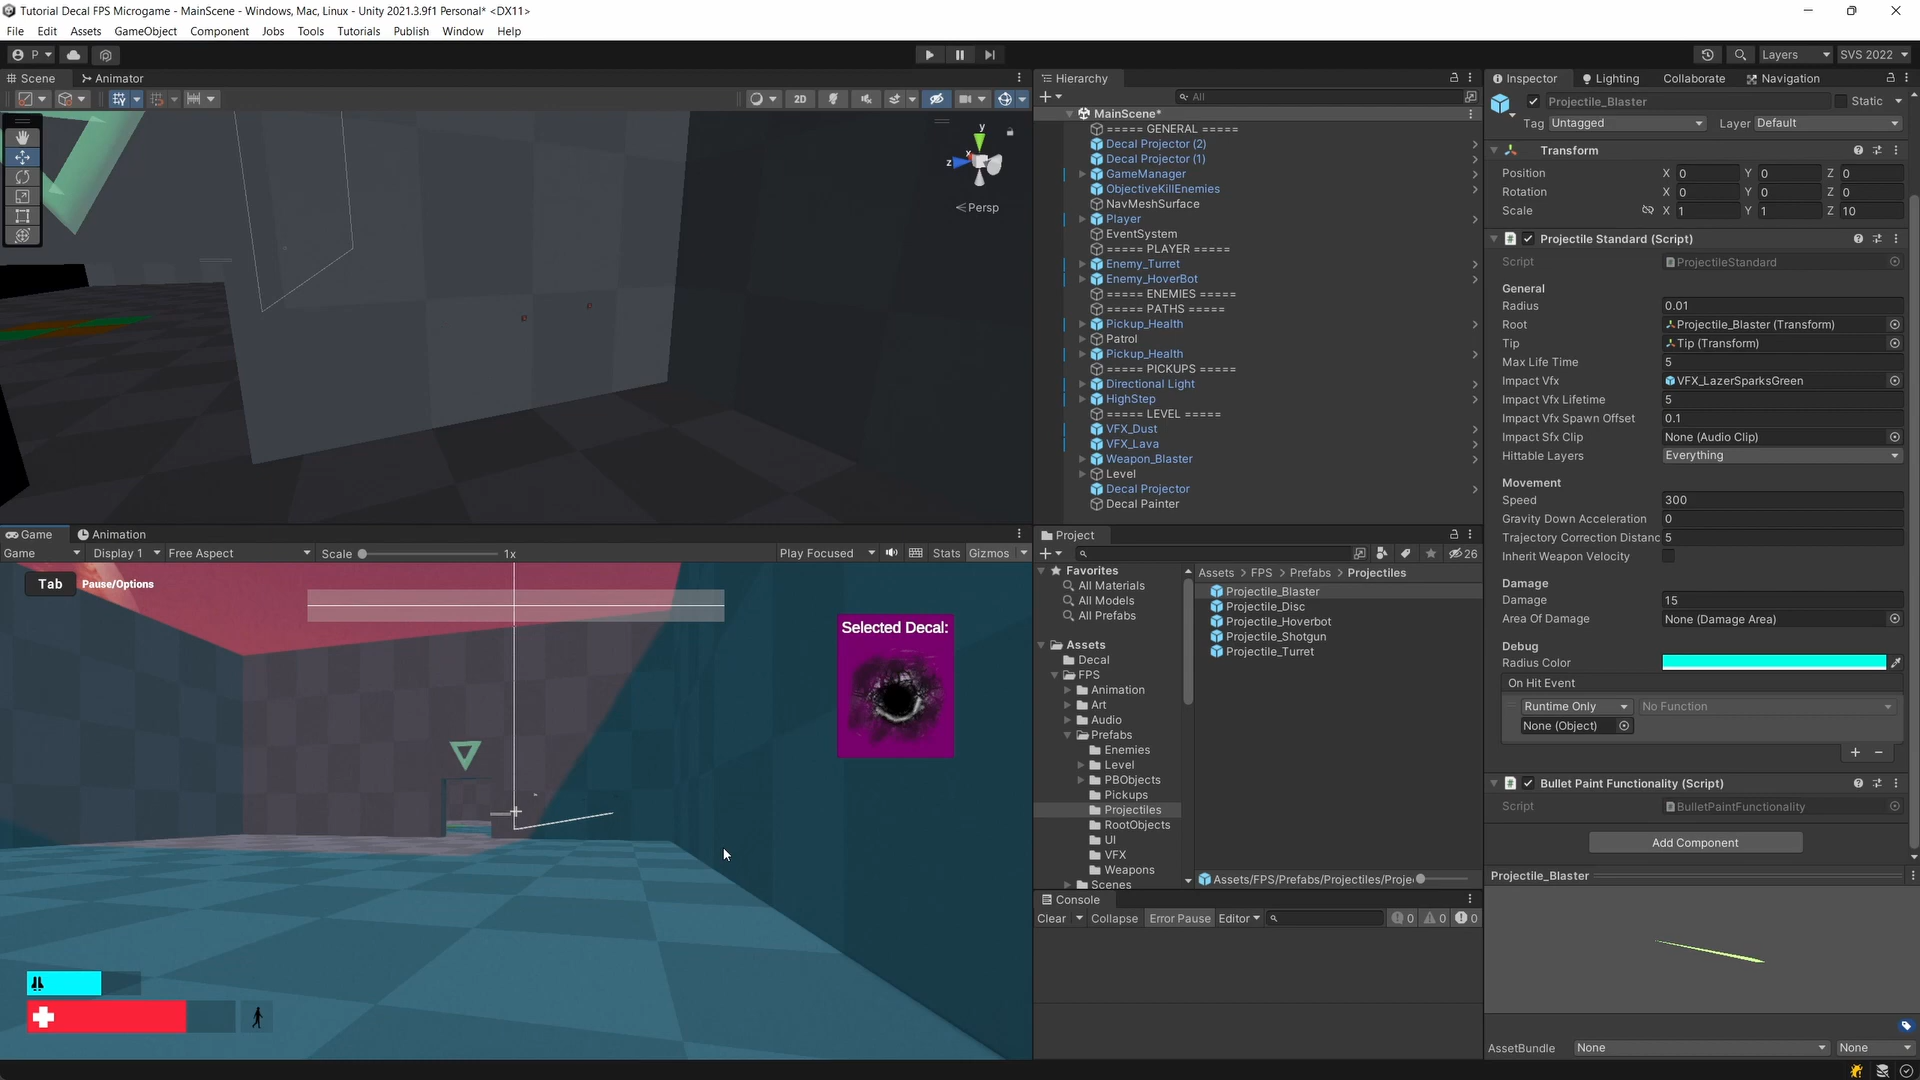 Tutorial Decal FPS Microgame - MainScene - Windows, Mac, Linux - Unity 2021.3.9f1 Personal* <DX11>
File Edit Assets GameObject Component Jobs Tools Tutorials Publish Window Help
P
Layers
SVS 2022
Scene
Animator
2D
y
x
z
Persp
Game
Animation
Game
Display 1
Free Aspect
Scale
1x
Play Focused
Stats
Gizmos
Tab
Pause/Options
Selected Decal:
Hierarchy
All
MainScene*
===== GENERAL =====
Decal Projector (2)
Decal Projector (1)
GameManager
ObjectiveKillEnemies
NavMeshSurface
Player
EventSystem
===== PLAYER =====
Enemy_Turret
Enemy_HoverBot
===== ENEMIES =====
===== PATHS =====
Pickup_Health
Patrol
Pickup_Health
===== PICKUPS =====
Directional Light
HighStep
===== LEVEL =====
VFX_Dust
VFX_Lava
Weapon_Blaster
Level
Decal Projector
Decal Painter
Project
26
Favorites
All Materials
All Models
All Prefabs
Assets
Decal
FPS
Animation
Art
Audio
Prefabs
Enemies
Level
PBObjects
Pickups
Projectiles
RootObjects
UI
VFX
Weapons
Scenes
Assets > FPS > Prefabs > Projectiles
Projectile_Blaster
Projectile_Disc
Projectile_Hoverbot
Projectile_Shotgun
Projectile_Turret
Assets/FPS/Prefabs/Projectiles/Proje
Console
Clear
Collapse
Error Pause
Editor
0
0
0
Inspector
Lighting
Collaborate
Navigation
Projectile_Blaster
Static
Tag Untagged
Layer Default
Transform
Position X 0 Y 0 Z 0
Rotation X 0 Y 0 Z 0
Scale X 1 Y 1 Z 10
Projectile Standard (Script)
Script ProjectileStandard
General
Radius 0.01
Root Projectile_Blaster (Transform)
Tip Tip (Transform)
Max Life Time 5
Impact Vfx VFX_LazerSparksGreen
Impact Vfx Lifetime 5
Impact Vfx Spawn Offset 0.1
Impact Sfx Clip None (Audio Clip)
Hittable Layers Everything
Movement
Speed 300
Gravity Down Acceleration 0
Trajectory Correction Distanc 5
Inherit Weapon Velocity
Damage
Damage 15
Area Of Damage None (Damage Area)
Debug
Radius Color
On Hit Event
Runtime Only
No Function
None (Object)
Bullet Paint Functionality (Script)
Script BulletPaintFunctionality
Add Component
Projectile_Blaster
AssetBundle None None